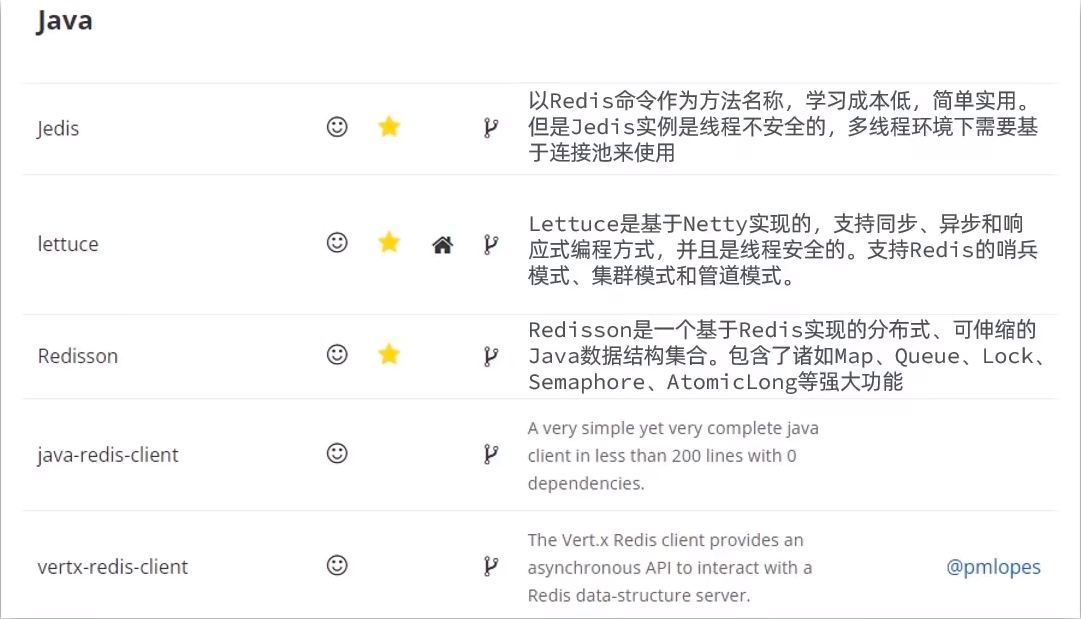 Java
Jedis
以Redis命令作为方法名称，学习成本低，简单实用。
但是Jedis实例是线程不安全的，多线程环境下需要基
于连接池来使用
lettuce
Lettuce是基于Netty实现的，支持同步、异步和响
应式编程方式，并且是线程安全的。支持Redis的哨兵
模式、集群模式和管道模式。
Redisson
Redisson是一个基于Redis实现的分布式、可伸缩的
Java数据结构集合。包含了诸如Map、Queue、Lock、
Semaphore、AtomicLong等强大功能
java-redis-client
A very simple yet very complete java
client in less than 200 lines with 0
dependencies.
vertx-redis-client
The Vert.x Redis client provides an
asynchronous API to interact with a
Redis data-structure server.
@pmlopes